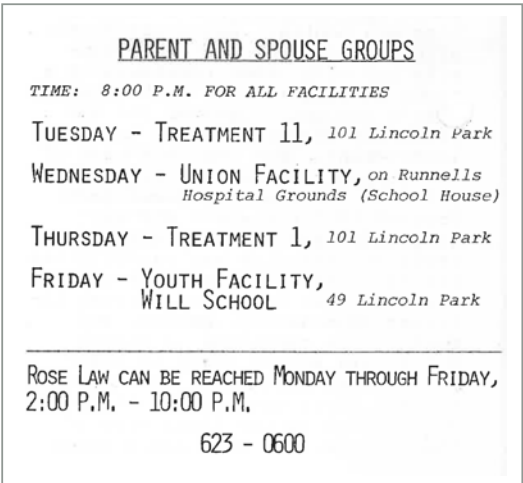 PARENT AND SPOUSE GROUPS
TIME: 8:00 P.M. FOR ALL FACILITIES
TUESDAY - TREATMENT 11, 101 Lincoln Park
WEDNESDAY - UNION FACILITY, on Runnells
Hospital Grounds (School House)
THURSDAY - TREATMENT 1, 101 Lincoln Park
FRIDAY - YOUTH FACILITY,
WILL SCHOOL 49 Lincoln Park
ROSE LAW CAN BE REACHED MONDAY THROUGH FRIDAY,
2:00 P.M. - 10:00 P.M.
623 - 0600